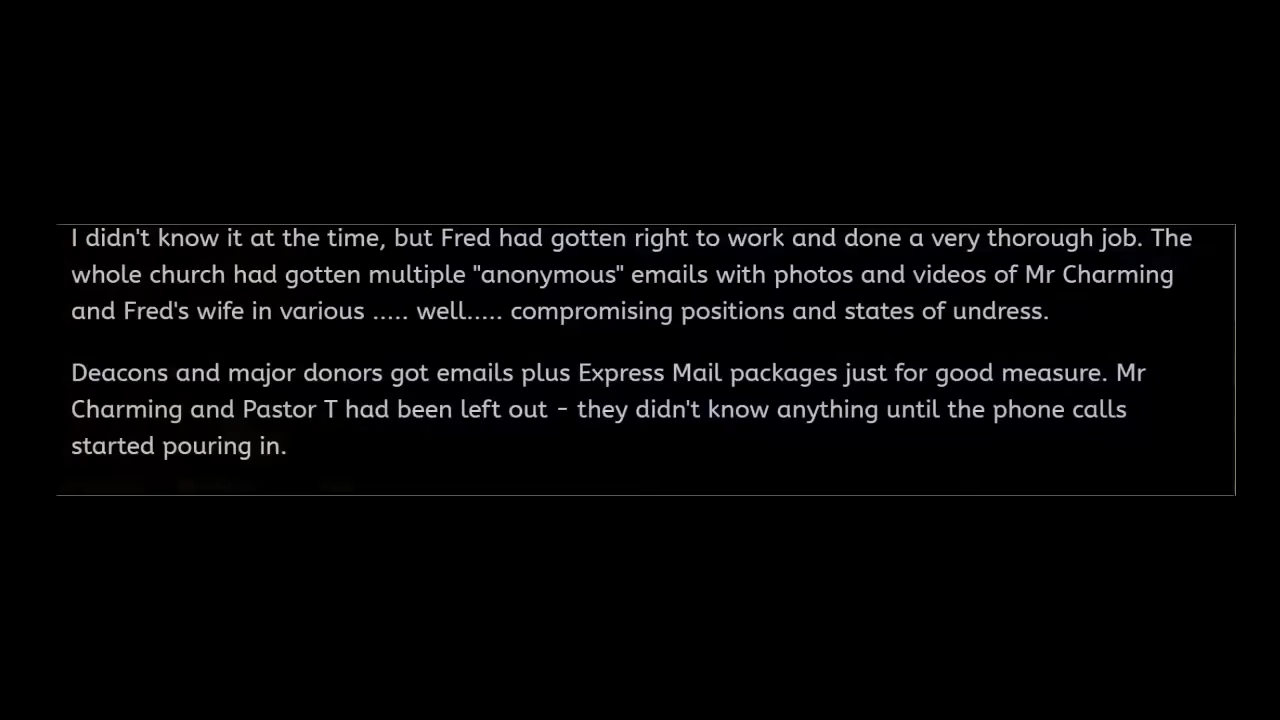 I didn't know it at the time, but Fred had gotten right to work and done a very thorough job. The
whole church had gotten multiple "anonymous" emails with photos and videos of Mr Charming
and Fred's wife in various ..... well..... compromising positions and states of undress.
Deacons and major donors got emails plus Express Mail packages just for good measure. Mr
Charming and Pastor T had been left out - they didn't know anything until the phone calls
started pouring in.